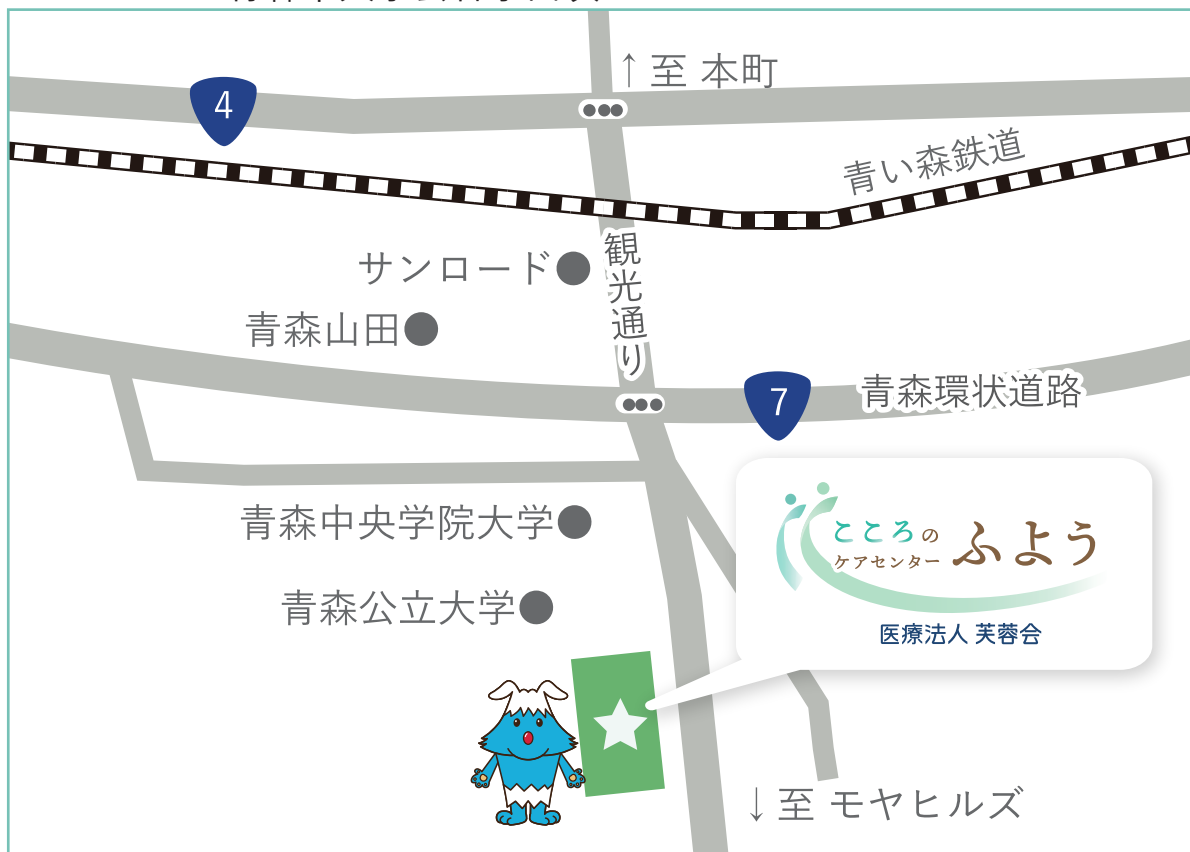 ↑ 至 本町
4
青い森鉄道
観光通り
サンロード
青森山田
7
青森環状道路
青森中央学院大学
こころの
ケアセンター ふよう
医療法人 芙蓉会
青森公立大学
↓ 至 モヤヒルズ